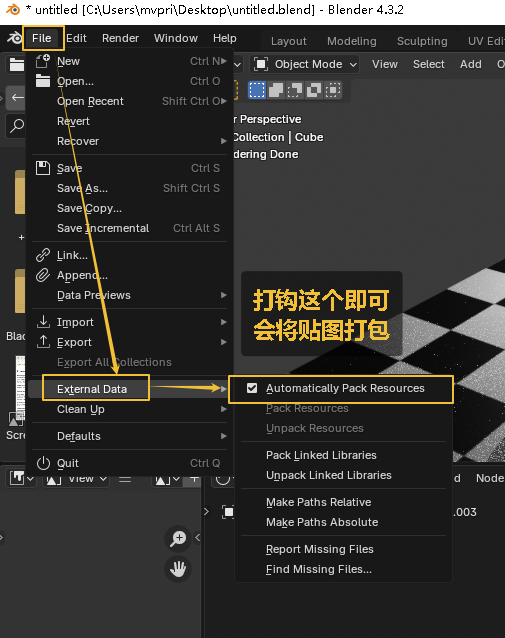 * untitled [C:\Users\mvpri\Desktop\untitled.blend] - Blender 4.3.2
File Edit Render Window Help Layout Modeling Sculpting UV Edi
Object Mode View Select Add O
New Ctrl N
Open... Ctrl O
Open Recent Shift Ctrl O
Revert
Recover
Save Ctrl S
Save As... Shift Ctrl S
Save Copy...
Save Incremental Ctrl Alt S
Link...
Append...
Data Previews
Import
Export
Export All Collections
External Data
Clean Up
Defaults
Quit Ctrl Q
r Perspective
Collection | Cube
dering Done
打钩这个即可
会将贴图打包
Automatically Pack Resources
Pack Resources
Unpack Resources
Pack Linked Libraries
Unpack Linked Libraries
Make Paths Relative
Make Paths Absolute
Report Missing Files
Find Missing Files...
Blac
Scre
View
d Node
.003